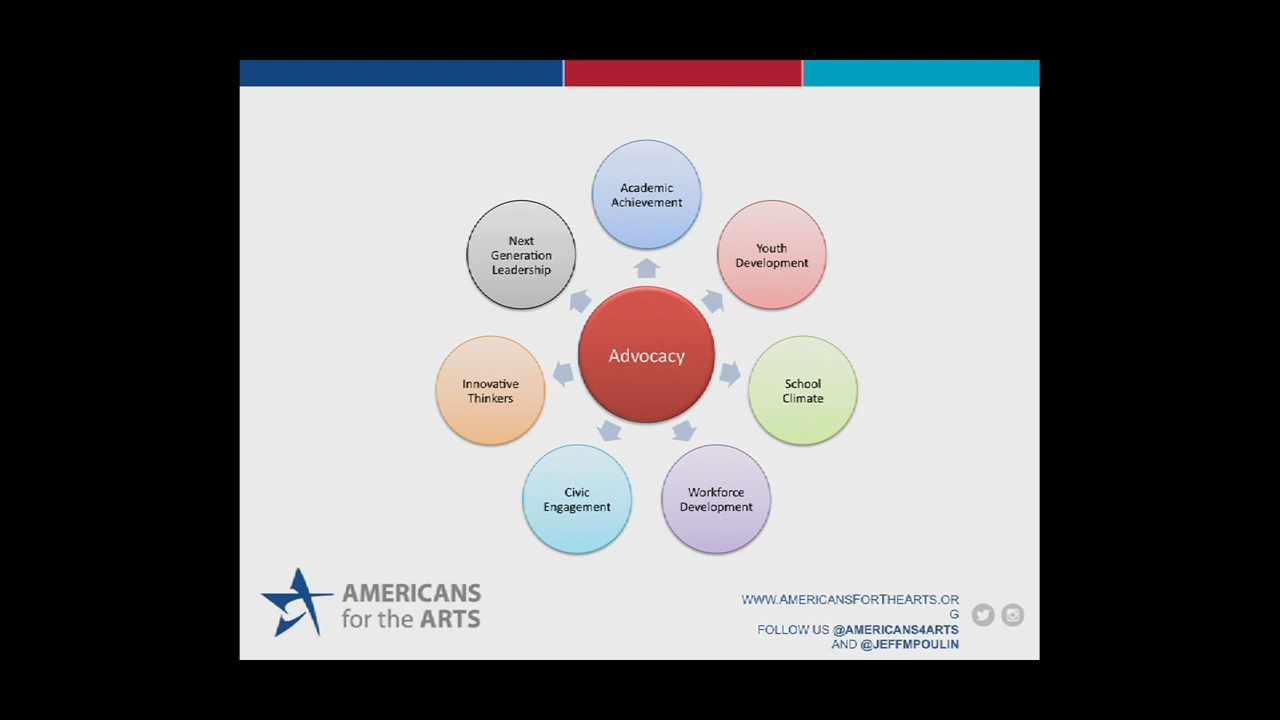 Academic
Achievement
Youth
Development
School
Climate
Workforce
Development
Civic
Engagement
Innovative
Thinkers
Next
Generation
Leadership
Advocacy
AMERICANS
for the ARTS
WWW.AMERICANSFORTHEARTS.OR
G
FOLLOW US @AMERICANS4ARTS
AND @JEFFMPOULIN